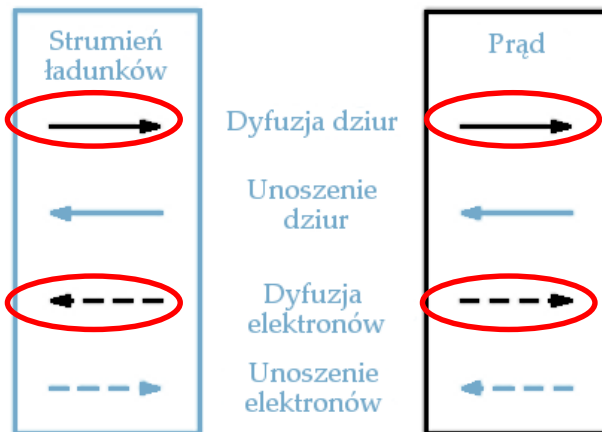 Strumień
ładunków
Prąd
Dyfuzja dziur
Unoszenie
dziur
Dyfuzja
elektronów
Unoszenie
elektronów